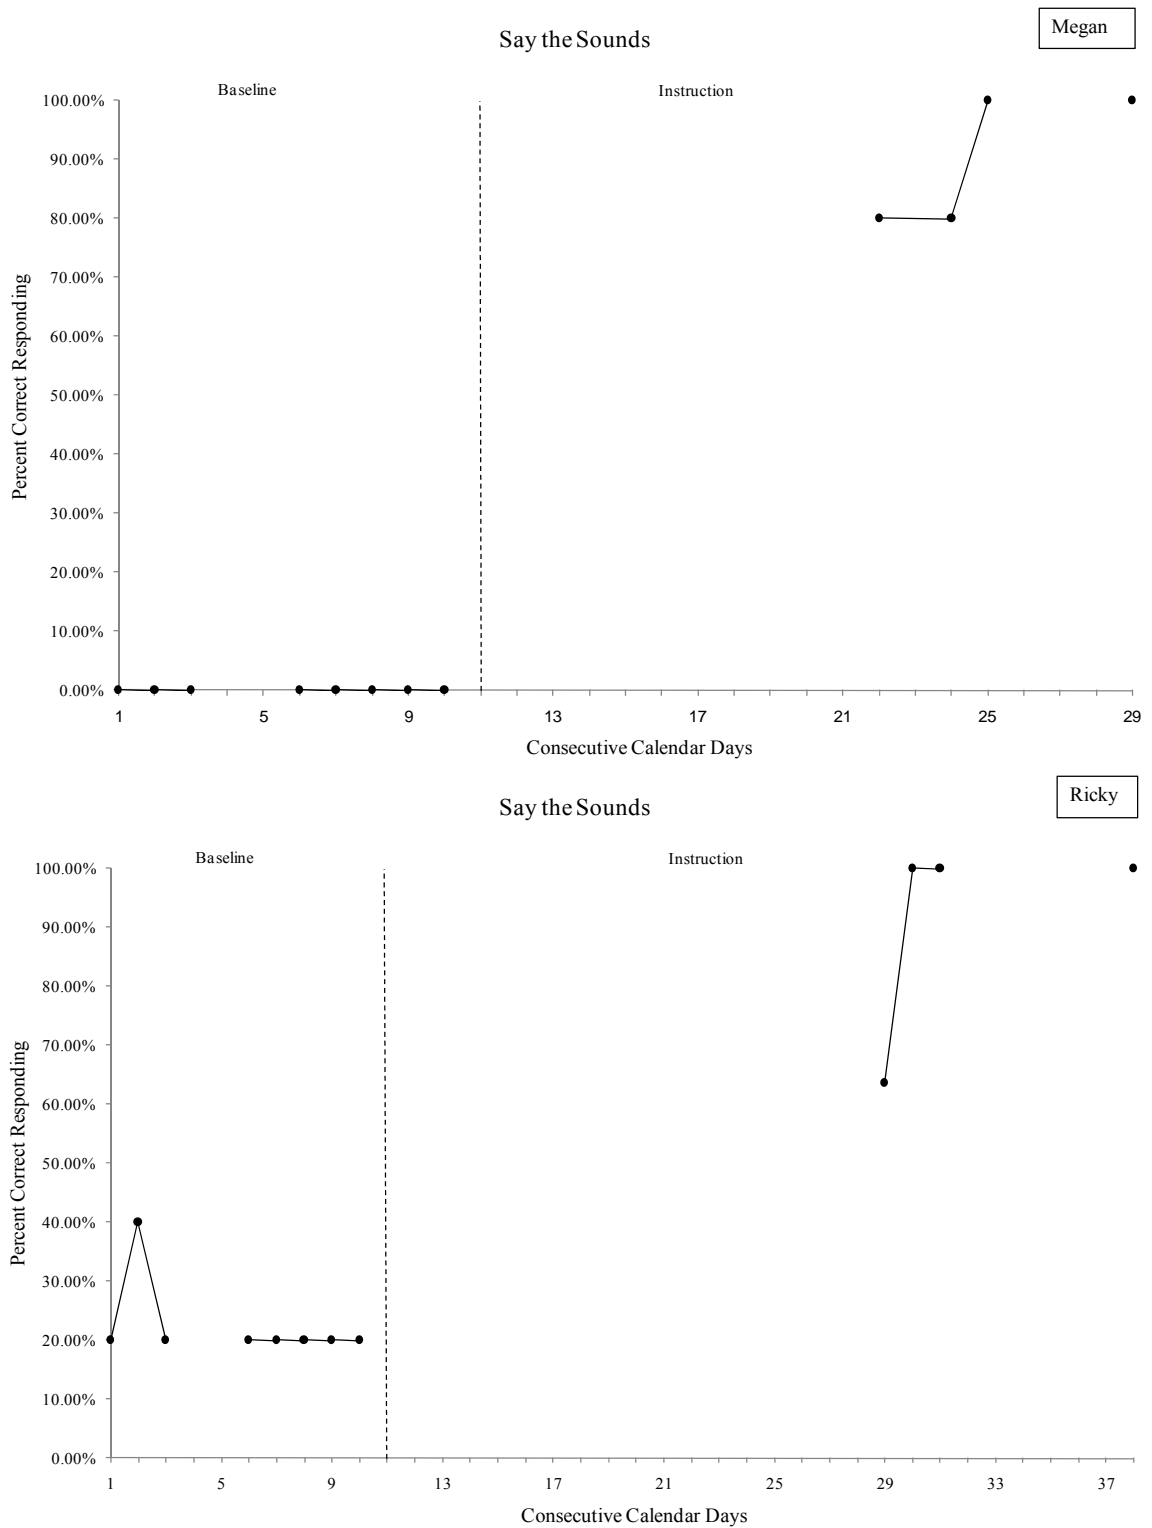 Megan
Say the Sounds
Baseline
Instruction
100.00%
90.00%
80.00%
70.00%
60.00%
50.00%
40.00%
30.00%
20.00%
10.00%
0.00%
Percent Correct Responding
1 5 9 13 17 21 25 29
Consecutive Calendar Days
Ricky
Say the Sounds
Baseline
Instruction
100.00%
90.00%
80.00%
70.00%
60.00%
50.00%
40.00%
30.00%
20.00%
10.00%
0.00%
Percent Correct Responding
1 5 9 13 17 21 25 29 33 37
Consecutive Calendar Days